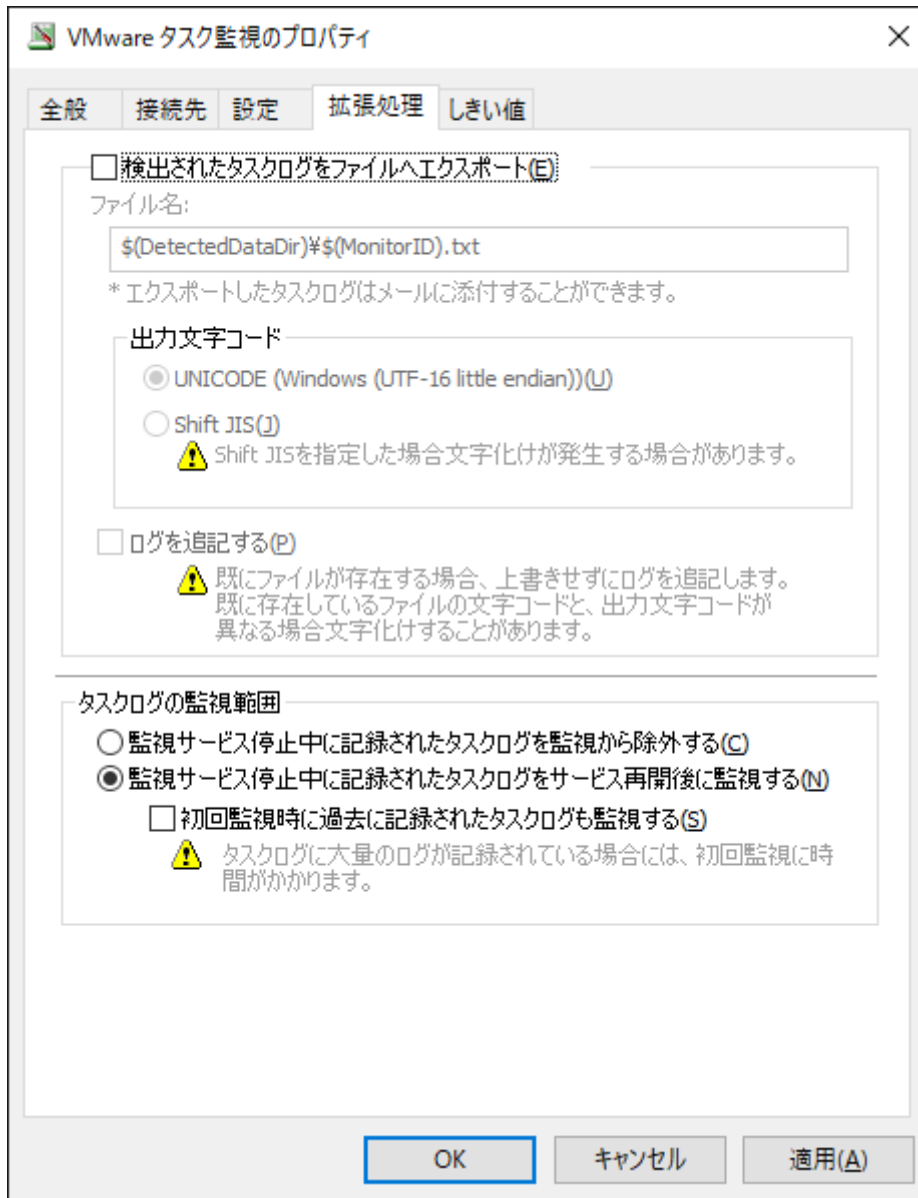 VMware タスク監視のプロパティ
全般 接続先 設定 拡張処理 しきい値
検出されたタスクログをファイルへエクスポート(E)
ファイル名:
$(DetectedDataDir)¥$(MonitorID).txt
* エクスポートしたタスクログはメールに添付することができます。
出力文字コード
UNICODE (Windows (UTF-16 little endian))(U)
Shift JIS(J)
Shift JISを指定した場合文字化けが発生する場合があります。
ログを追記する(P)
既にファイルが存在する場合、上書きせずにログを追記します。
既に存在しているファイルの文字コードと、出力文字コードが
異なる場合文字化けすることがあります。
タスクログの監視範囲
監視サービス停止中に記録されたタスクログを監視から除外する(C)
監視サービス停止中に記録されたタスクログをサービス再開後に監視する(N)
初回監視時に過去に記録されたタスクログも監視する(S)
タスクログに大量のログが記録されている場合には、初回監視に時
間がかかります。
OK キャンセル 適用(A)